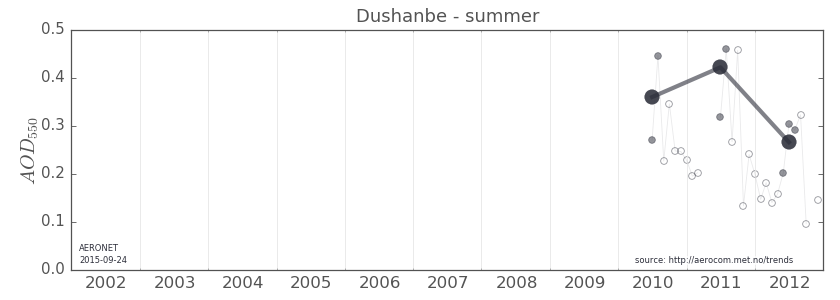 Dushanbe - summer
0.5
0.4
0.3
0.2
0.1
0.0
AOD550
AERONET
2015-09-24
source: http://aerocom.met.no/trends
2002 2003 2004 2005 2006 2007 2008 2009 2010 2011 2012